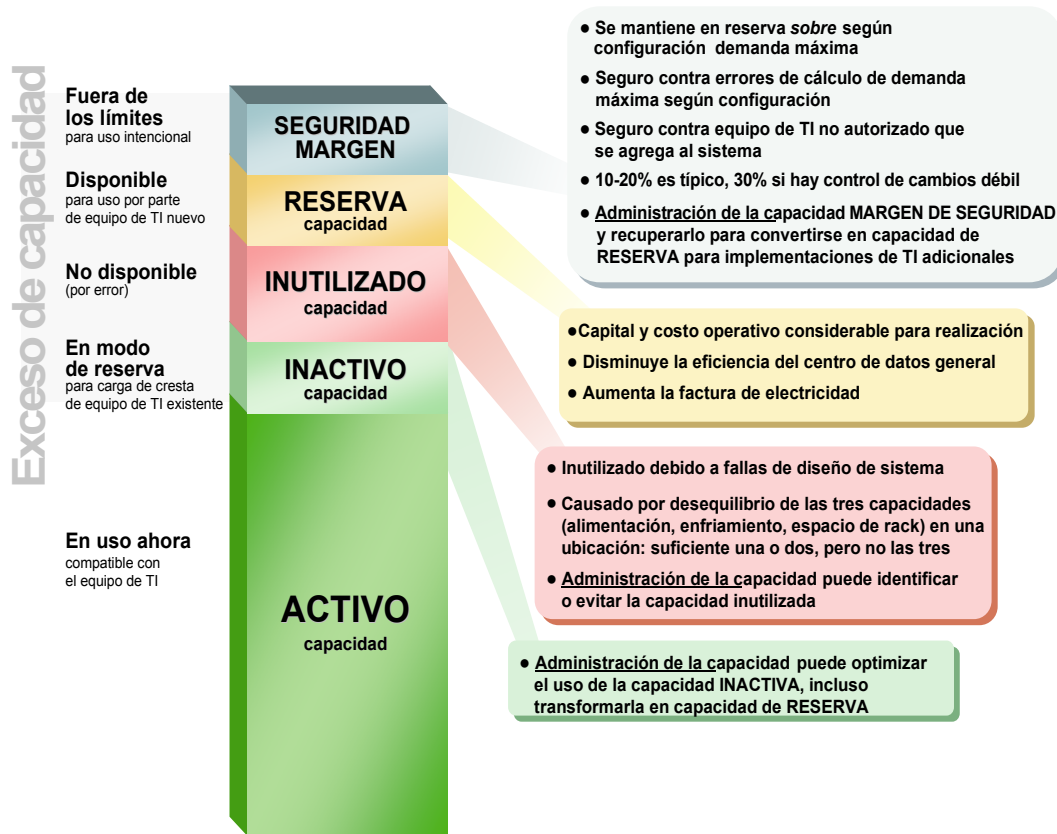 Exceso de capacidad
Fuera de
los límites
para uso intencional
Disponible
para uso por parte
de equipo de TI nuevo
No disponible
(por error)
En modo
de reserva
para carga de cresta
de equipo de TI existente
En uso ahora
compatible con
el equipo de TI
SEGURIDAD
MARGEN
RESERVA
capacidad
INUTILIZADO
capacidad
INACTIVO
capacidad
ACTIVO
capacidad
● Se mantiene en reserva sobre según
configuración demanda máxima
● Seguro contra errores de cálculo de demanda
máxima según configuración
● Seguro contra equipo de TI no autorizado que
se agrega al sistema
● 10-20% es típico, 30% si hay control de cambios débil
● Administración de la capacidad MARGEN DE SEGURIDAD
y recuperarlo para convertirse en capacidad de
RESERVA para implementaciones de TI adicionales
●Capital y costo operativo considerable para realización
● Disminuye la eficiencia del centro de datos general
● Aumenta la factura de electricidad
● Inutilizado debido a fallas de diseño de sistema
● Causado por desequilibrio de las tres capacidades
(alimentación, enfriamiento, espacio de rack) en una
ubicación: suficiente una o dos, pero no las tres
● Administración de la capacidad puede identificar
o evitar la capacidad inutilizada
● Administración de la capacidad puede optimizar
el uso de la capacidad INACTIVA, incluso
transformarla en capacidad de RESERVA